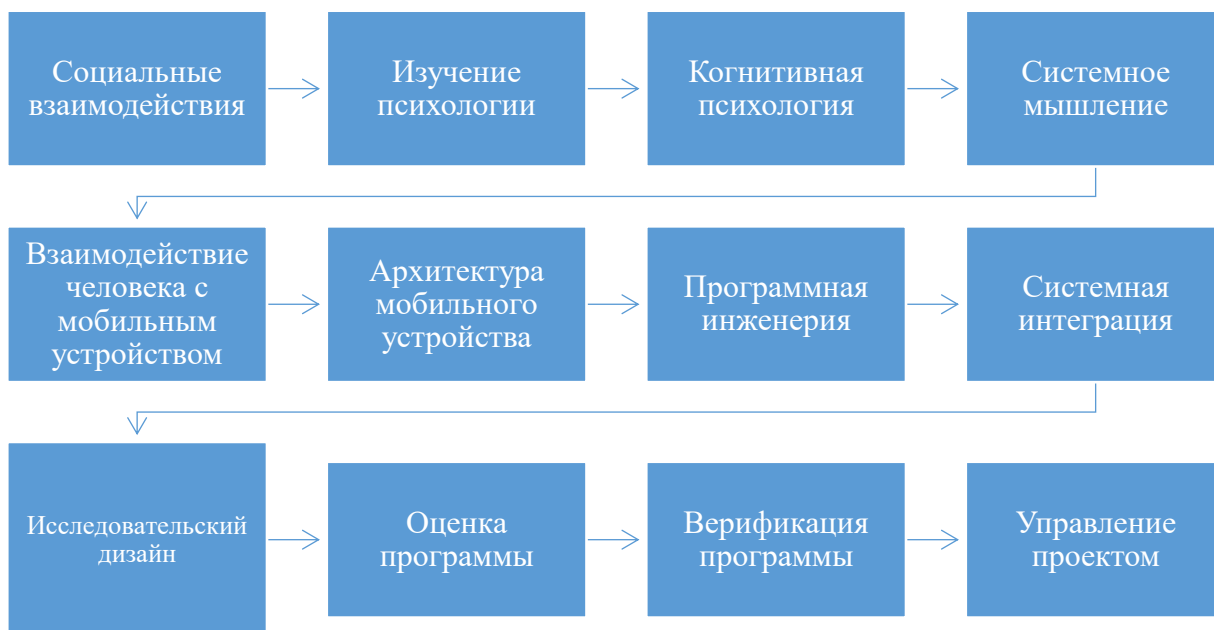 Социальные
взаимодействия
Изучение
психологии
Когнитивная
психология
Системное
мышление
Взаимодействие
человека с
мобильным
устройством
Архитектура
мобильного
устройства
Программная
инженерия
Системная
интеграция
Исследовательский
дизайн
Оценка
программы
Верификация
программы
Управление
проектом